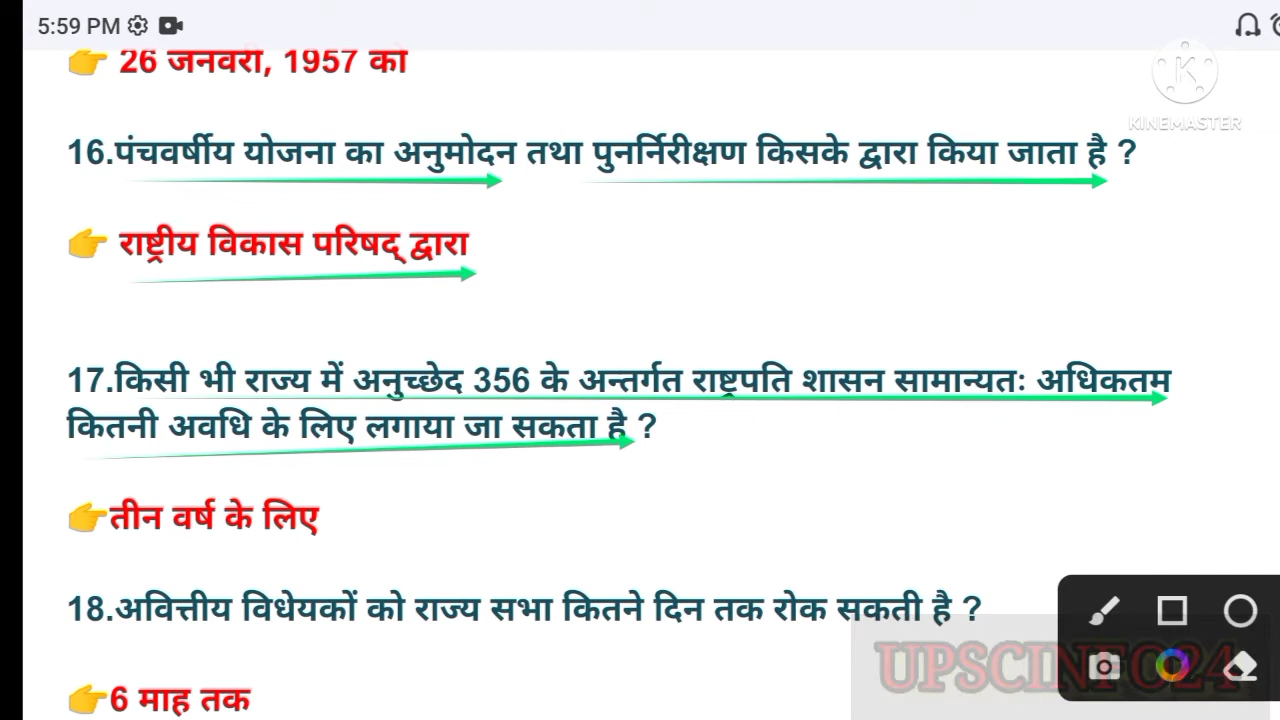 5:59 PM
👉 26 जनवरी, 1957 को
KINEMASTER
16.पंचवर्षीय योजना का अनुमोदन तथा पुनर्निरीक्षण किसके द्वारा किया जाता है ?
👉 राष्ट्रीय विकास परिषद् द्वारा
17.किसी भी राज्य में अनुच्छेद 356 के अन्तर्गत राष्ट्रपति शासन सामान्यतः अधिकतम
कितनी अवधि के लिए लगाया जा सकता है ?
👉तीन वर्ष के लिए
18.अवित्तीय विधेयकों को राज्य सभा कितने दिन तक रोक सकती है ?
UPSCINFO24
👉6 माह तक